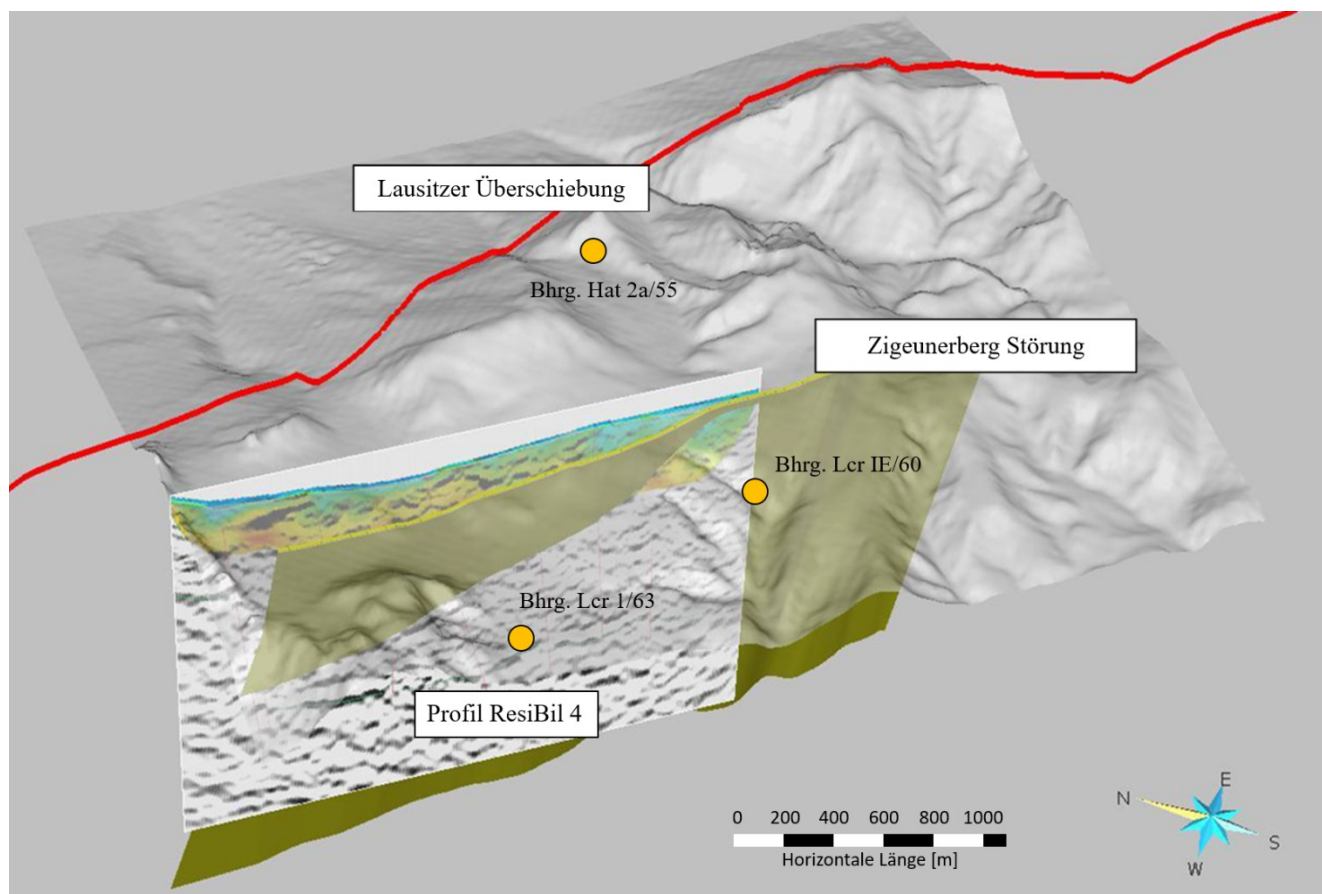 Lausitzer Überschiebung
Bhrg. Hat 2a/55
Zigeunerberg Störung
Bhrg. Lcr IE/60
Bhrg. Lcr 1/63
Profil ResiBil 4
0 200 400 600 800 1000
Horizontale Länge [m]
N
E
S
W